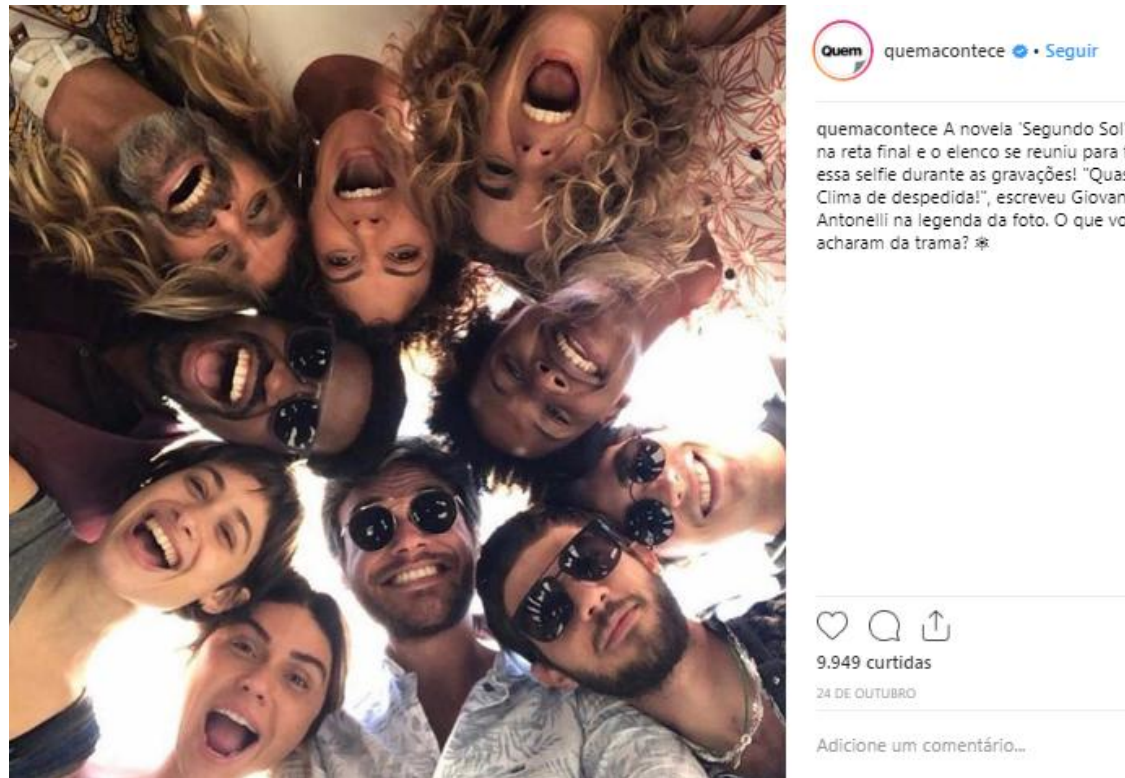 Quem
quemacontece • Seguir
quemacontece A novela 'Segundo Sol'
na reta final e o elenco se reuniu para
essa selfie durante as gravações! "Quas
Clima de despedida!", escreveu Giovan
Antonelli na legenda da foto. O que vo
acharam da trama?
9.949 curtidas
24 DE OUTUBRO
Adicione um comentário...